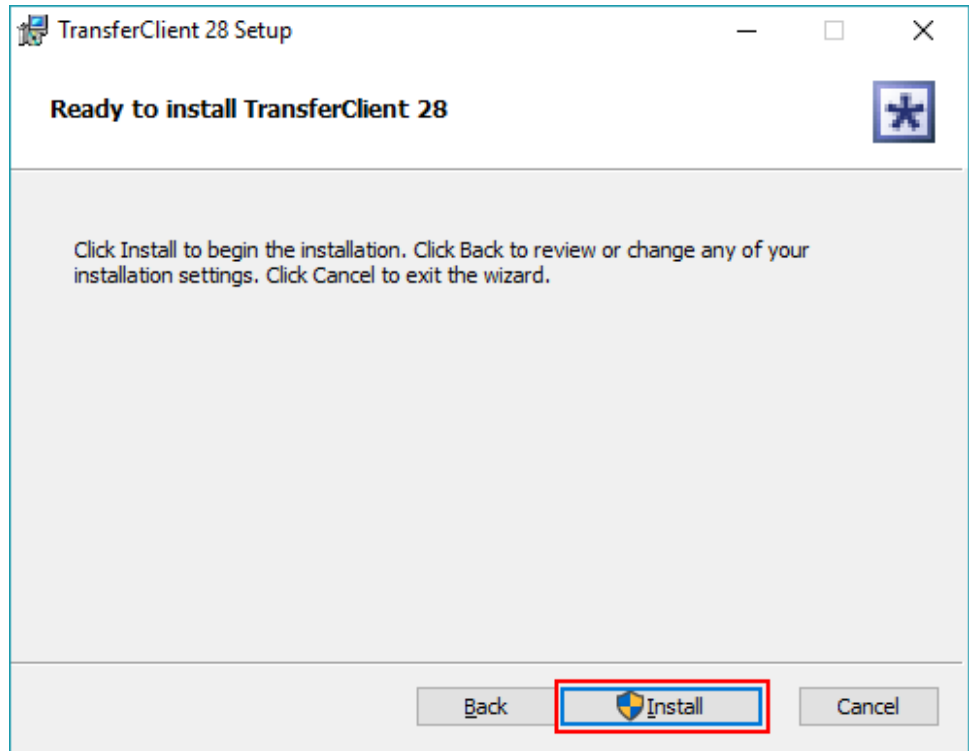 TransferClient 28 Setup
Ready to install TransferClient 28
Click Install to begin the installation. Click Back to review or change any of your
installation settings. Click Cancel to exit the wizard.
Back Install Cancel